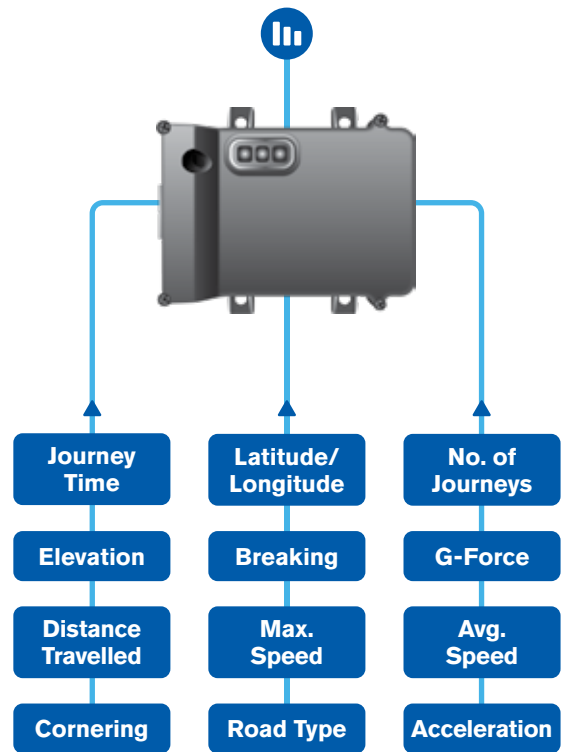 Journey
Time
Latitude/
Longitude
No. of
Journeys
Elevation
Breaking
G-Force
Distance
Travelled
Max.
Speed
Avg.
Speed
Cornering
Road Type
Acceleration